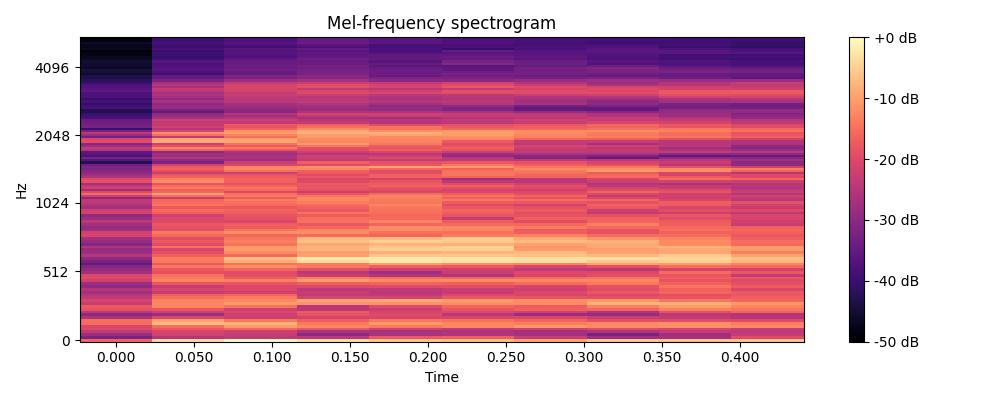 Mel-frequency spectrogram
Hz
4096
2048
1024
512
0
0.000 0.050 0.100 0.150 0.200 0.250 0.300 0.350 0.400
Time
+0 dB
-10 dB
-20 dB
-30 dB
-40 dB
-50 dB